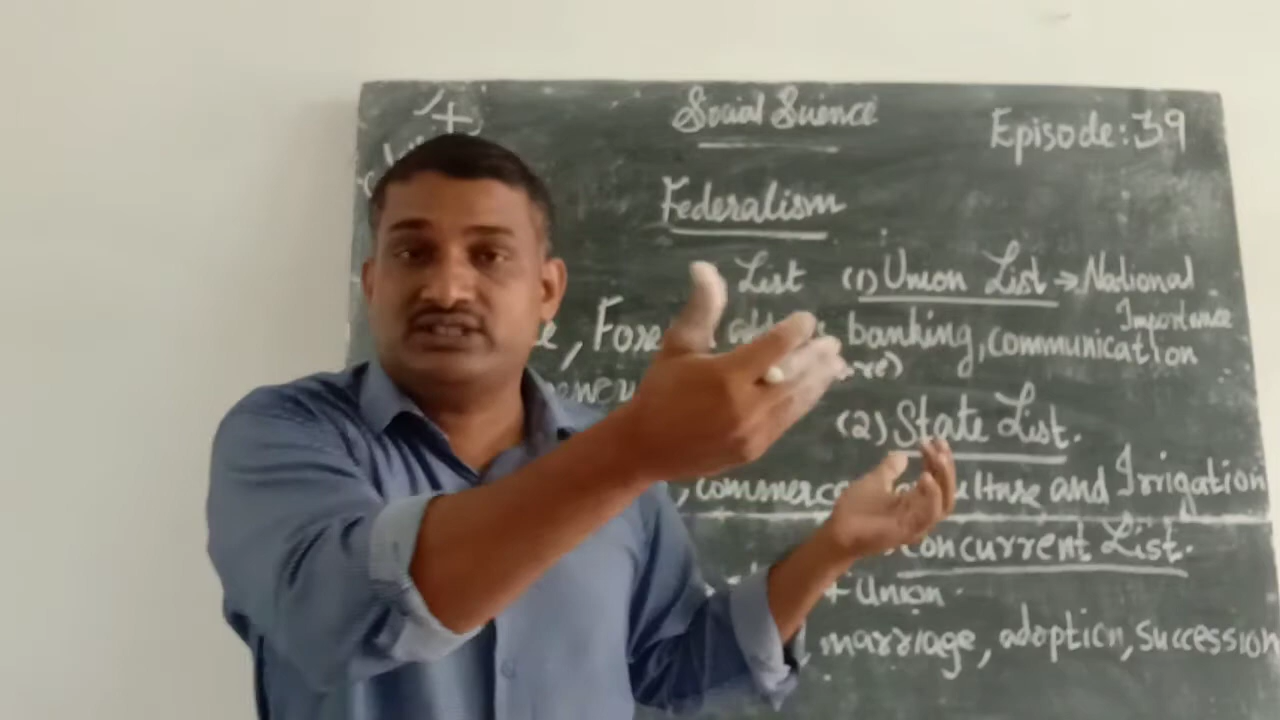 Social Science
Episode: 39
Federalism
List (1) Union List → National
Importance
banking, communication
(2) State List.
, commerce and Irrigation
concurrent List.
+ Union.
, marriage, adoption, succession